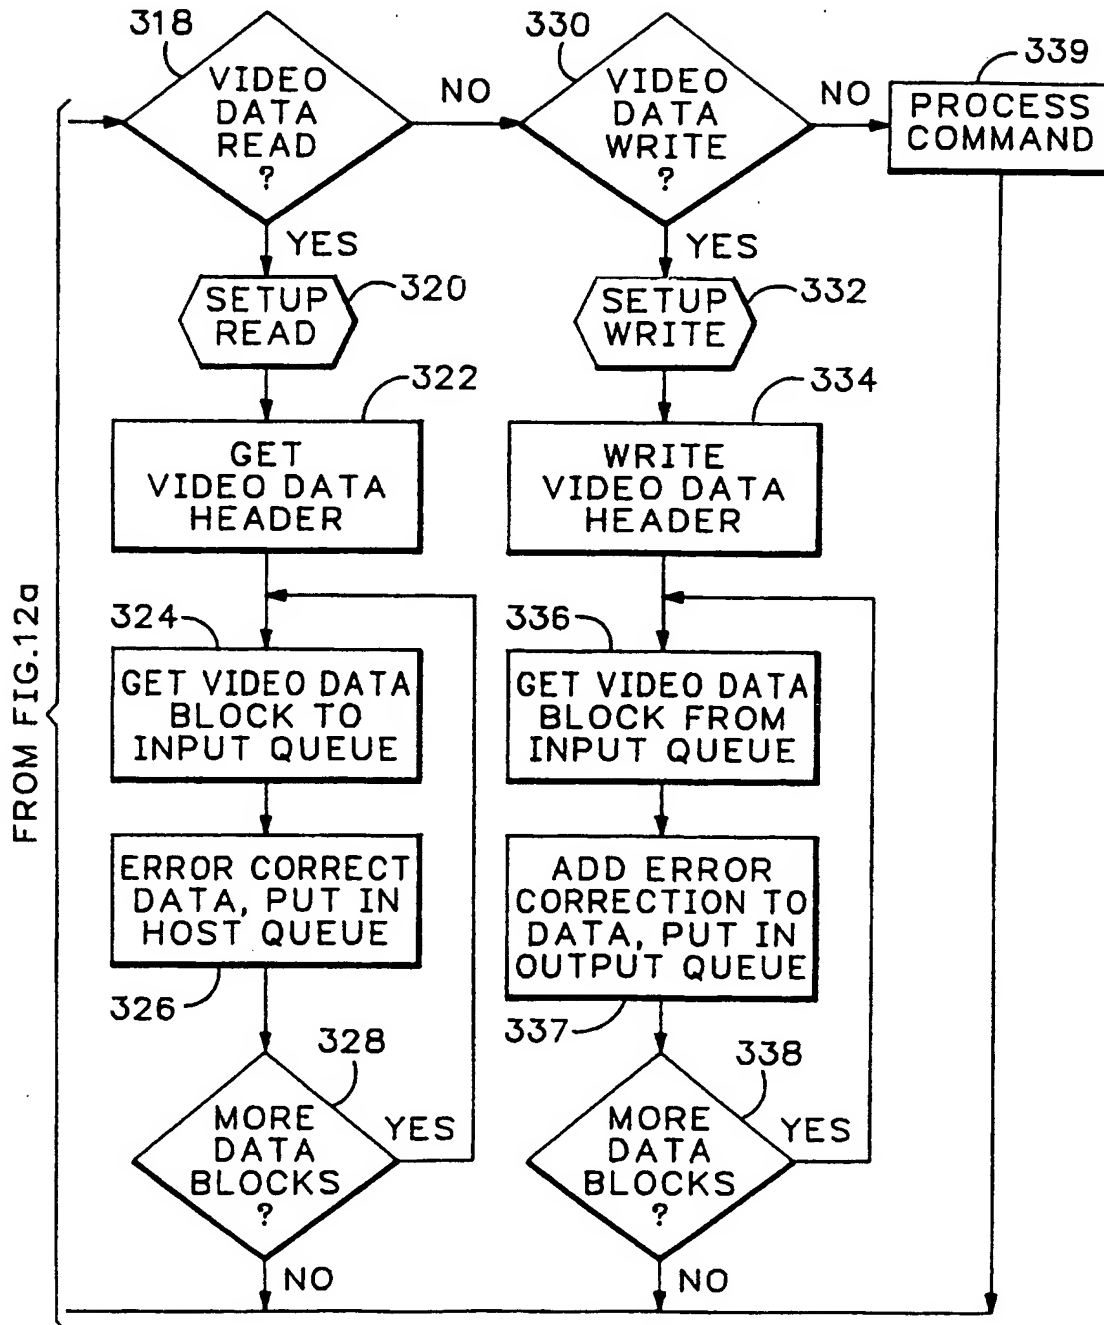 318
VIDEO
DATA
READ
?
NO
YES
330
VIDEO
DATA
WRITE
?
NO
YES
339
PROCESS
COMMAND
SETUP
READ
320
SETUP
WRITE
332
322
GET
VIDEO DATA
HEADER
334
WRITE
VIDEO DATA
HEADER
FROM FIG.12a
324
GET VIDEO DATA
BLOCK TO
INPUT QUEUE
336
GET VIDEO DATA
BLOCK FROM
INPUT QUEUE
ERROR CORRECT
DATA, PUT IN
HOST QUEUE
326
ADD ERROR
CORRECTION TO
DATA, PUT IN
OUTPUT QUEUE
337
328
MORE
DATA
BLOCKS
?
YES
NO
338
MORE
DATA
BLOCKS
?
YES
NO